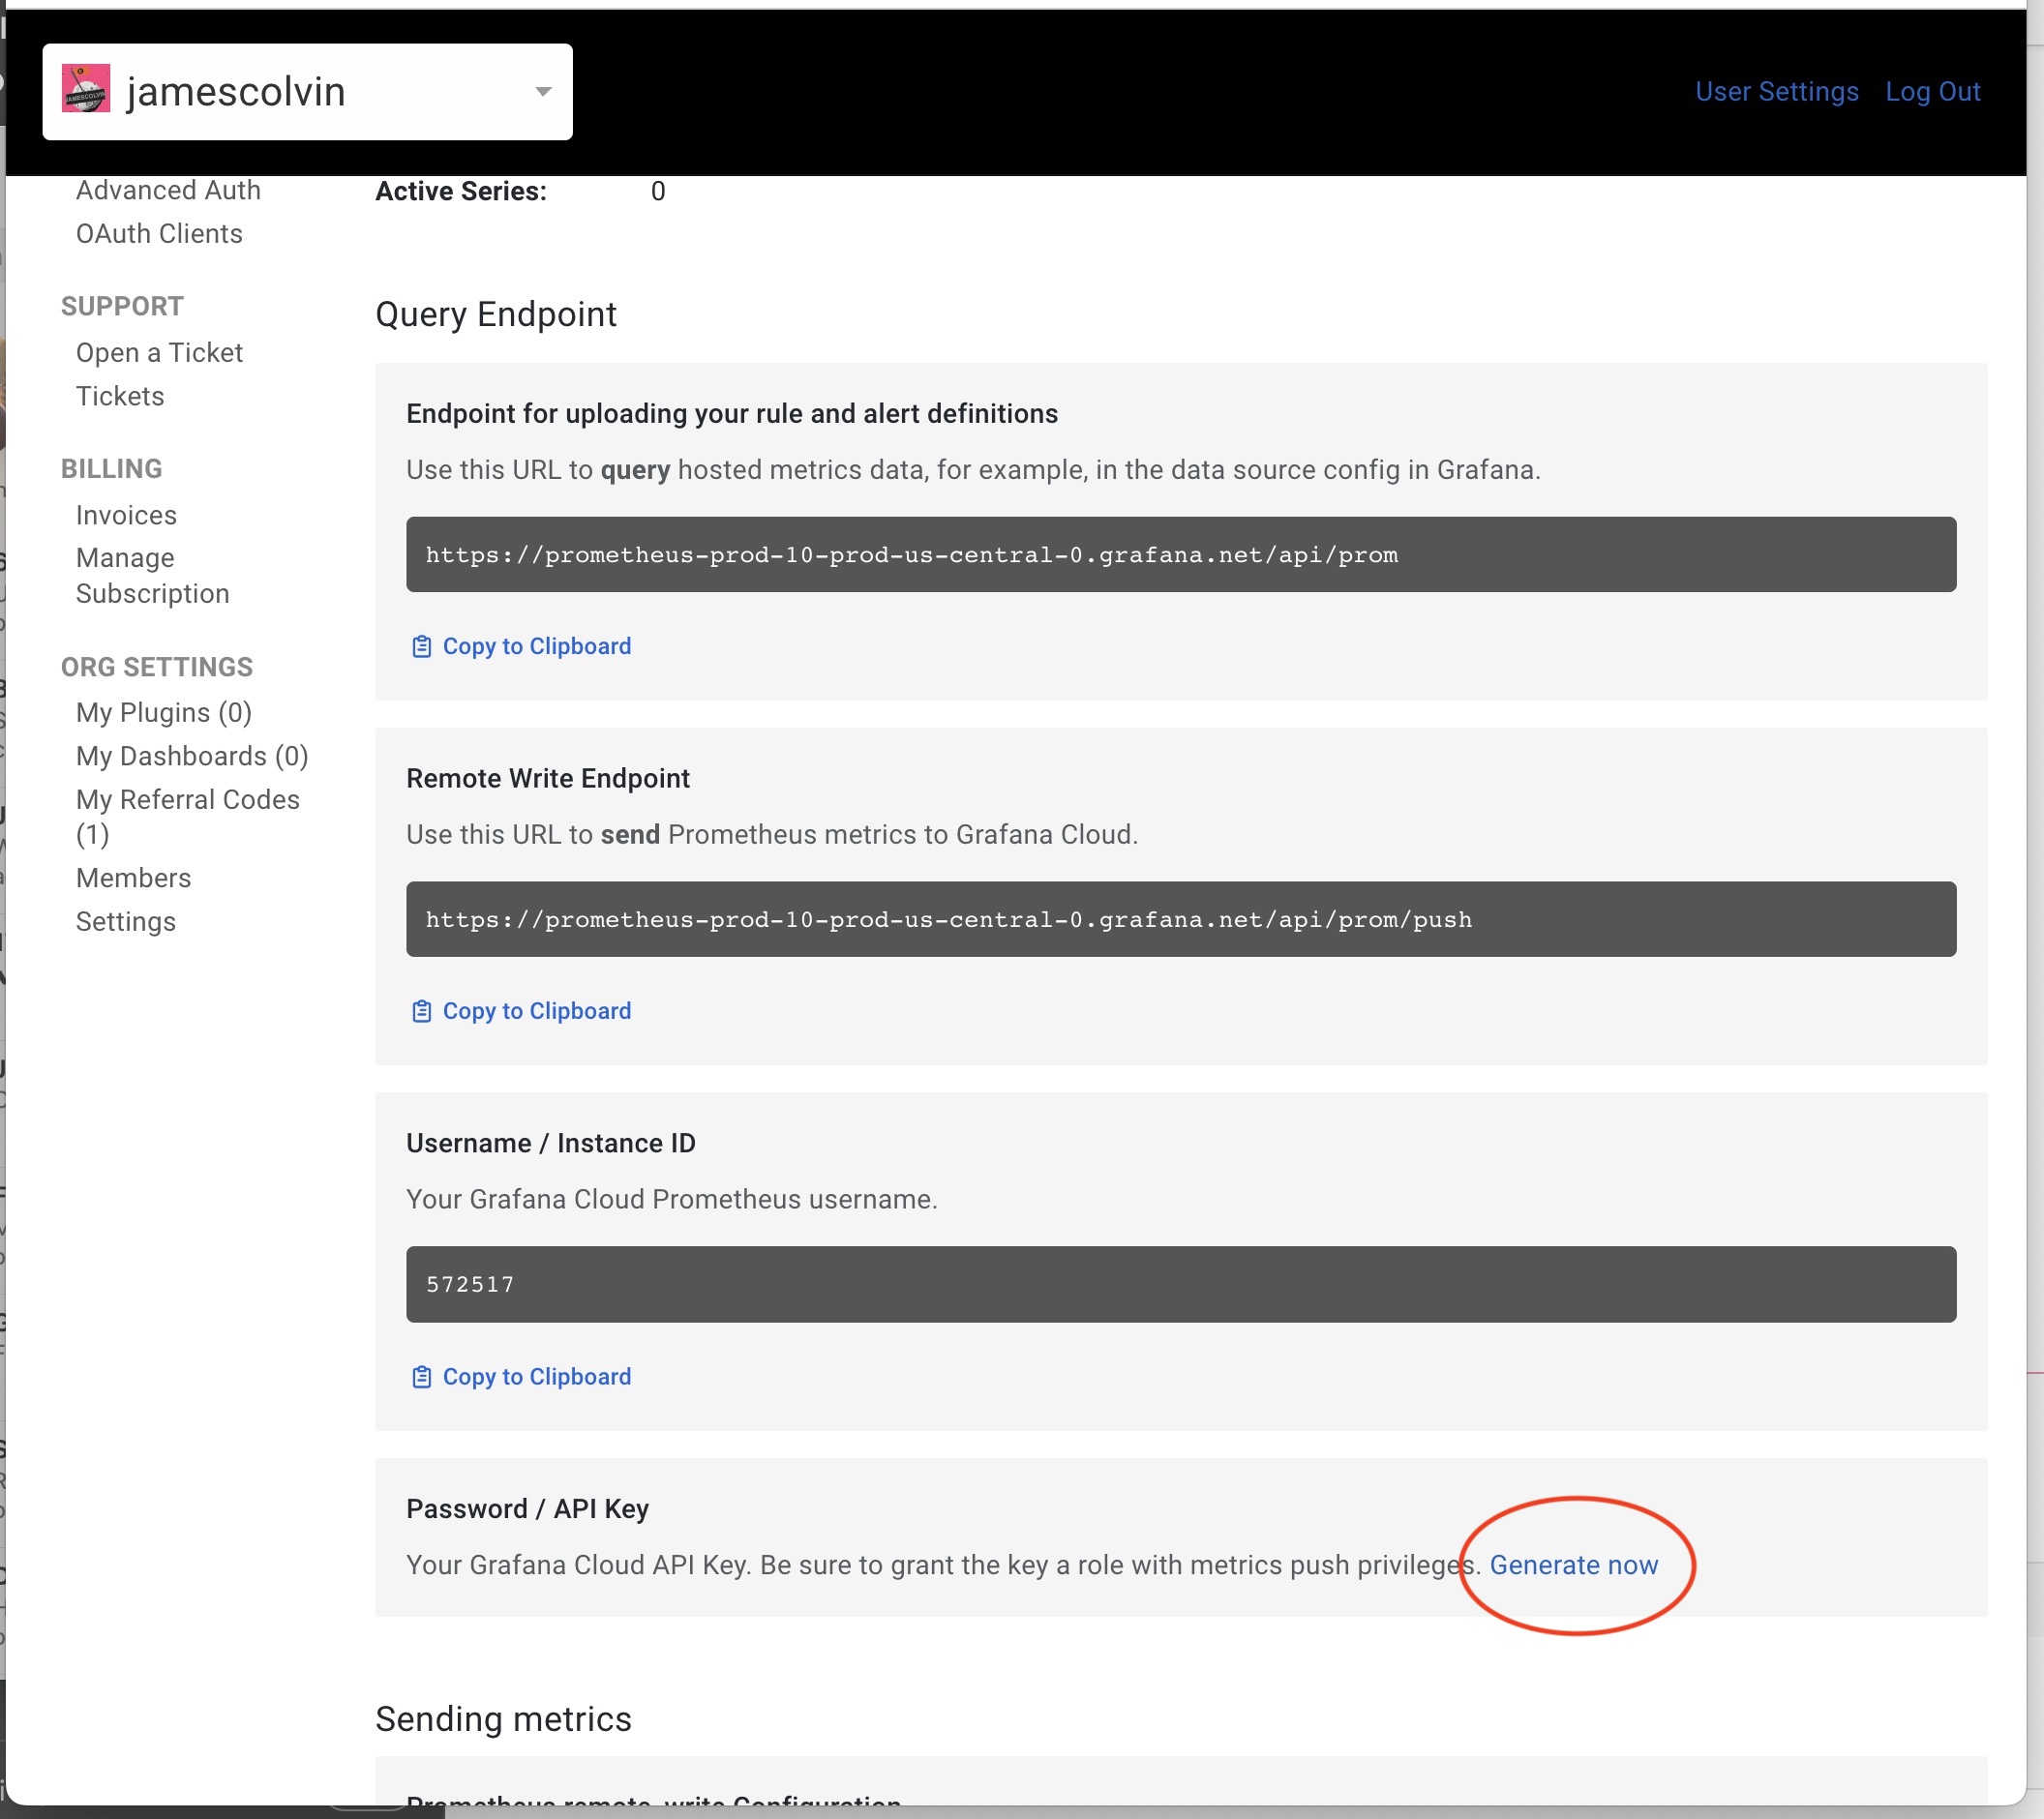 jamescolvin
User Settings
Log Out
Advanced Auth
OAuth Clients
SUPPORT
Open a Ticket
Tickets
BILLING
Invoices
Manage
Subscription
ORG SETTINGS
My Plugins (0)
My Dashboards (0)
My Referral Codes
(1)
Members
Settings
Active Series: 0
Query Endpoint
Endpoint for uploading your rule and alert definitions
Use this URL to query hosted metrics data, for example, in the data source config in Grafana.
https://prometheus-prod-10-prod-us-central-0.grafana.net/api/prom
Copy to Clipboard
Remote Write Endpoint
Use this URL to send Prometheus metrics to Grafana Cloud.
https://prometheus-prod-10-prod-us-central-0.grafana.net/api/prom/push
Copy to Clipboard
Username / Instance ID
Your Grafana Cloud Prometheus username.
572517
Copy to Clipboard
Password / API Key
Your Grafana Cloud API Key. Be sure to grant the key a role with metrics push privileges. Generate now
Sending metrics
Prometheus remote_write Configuration